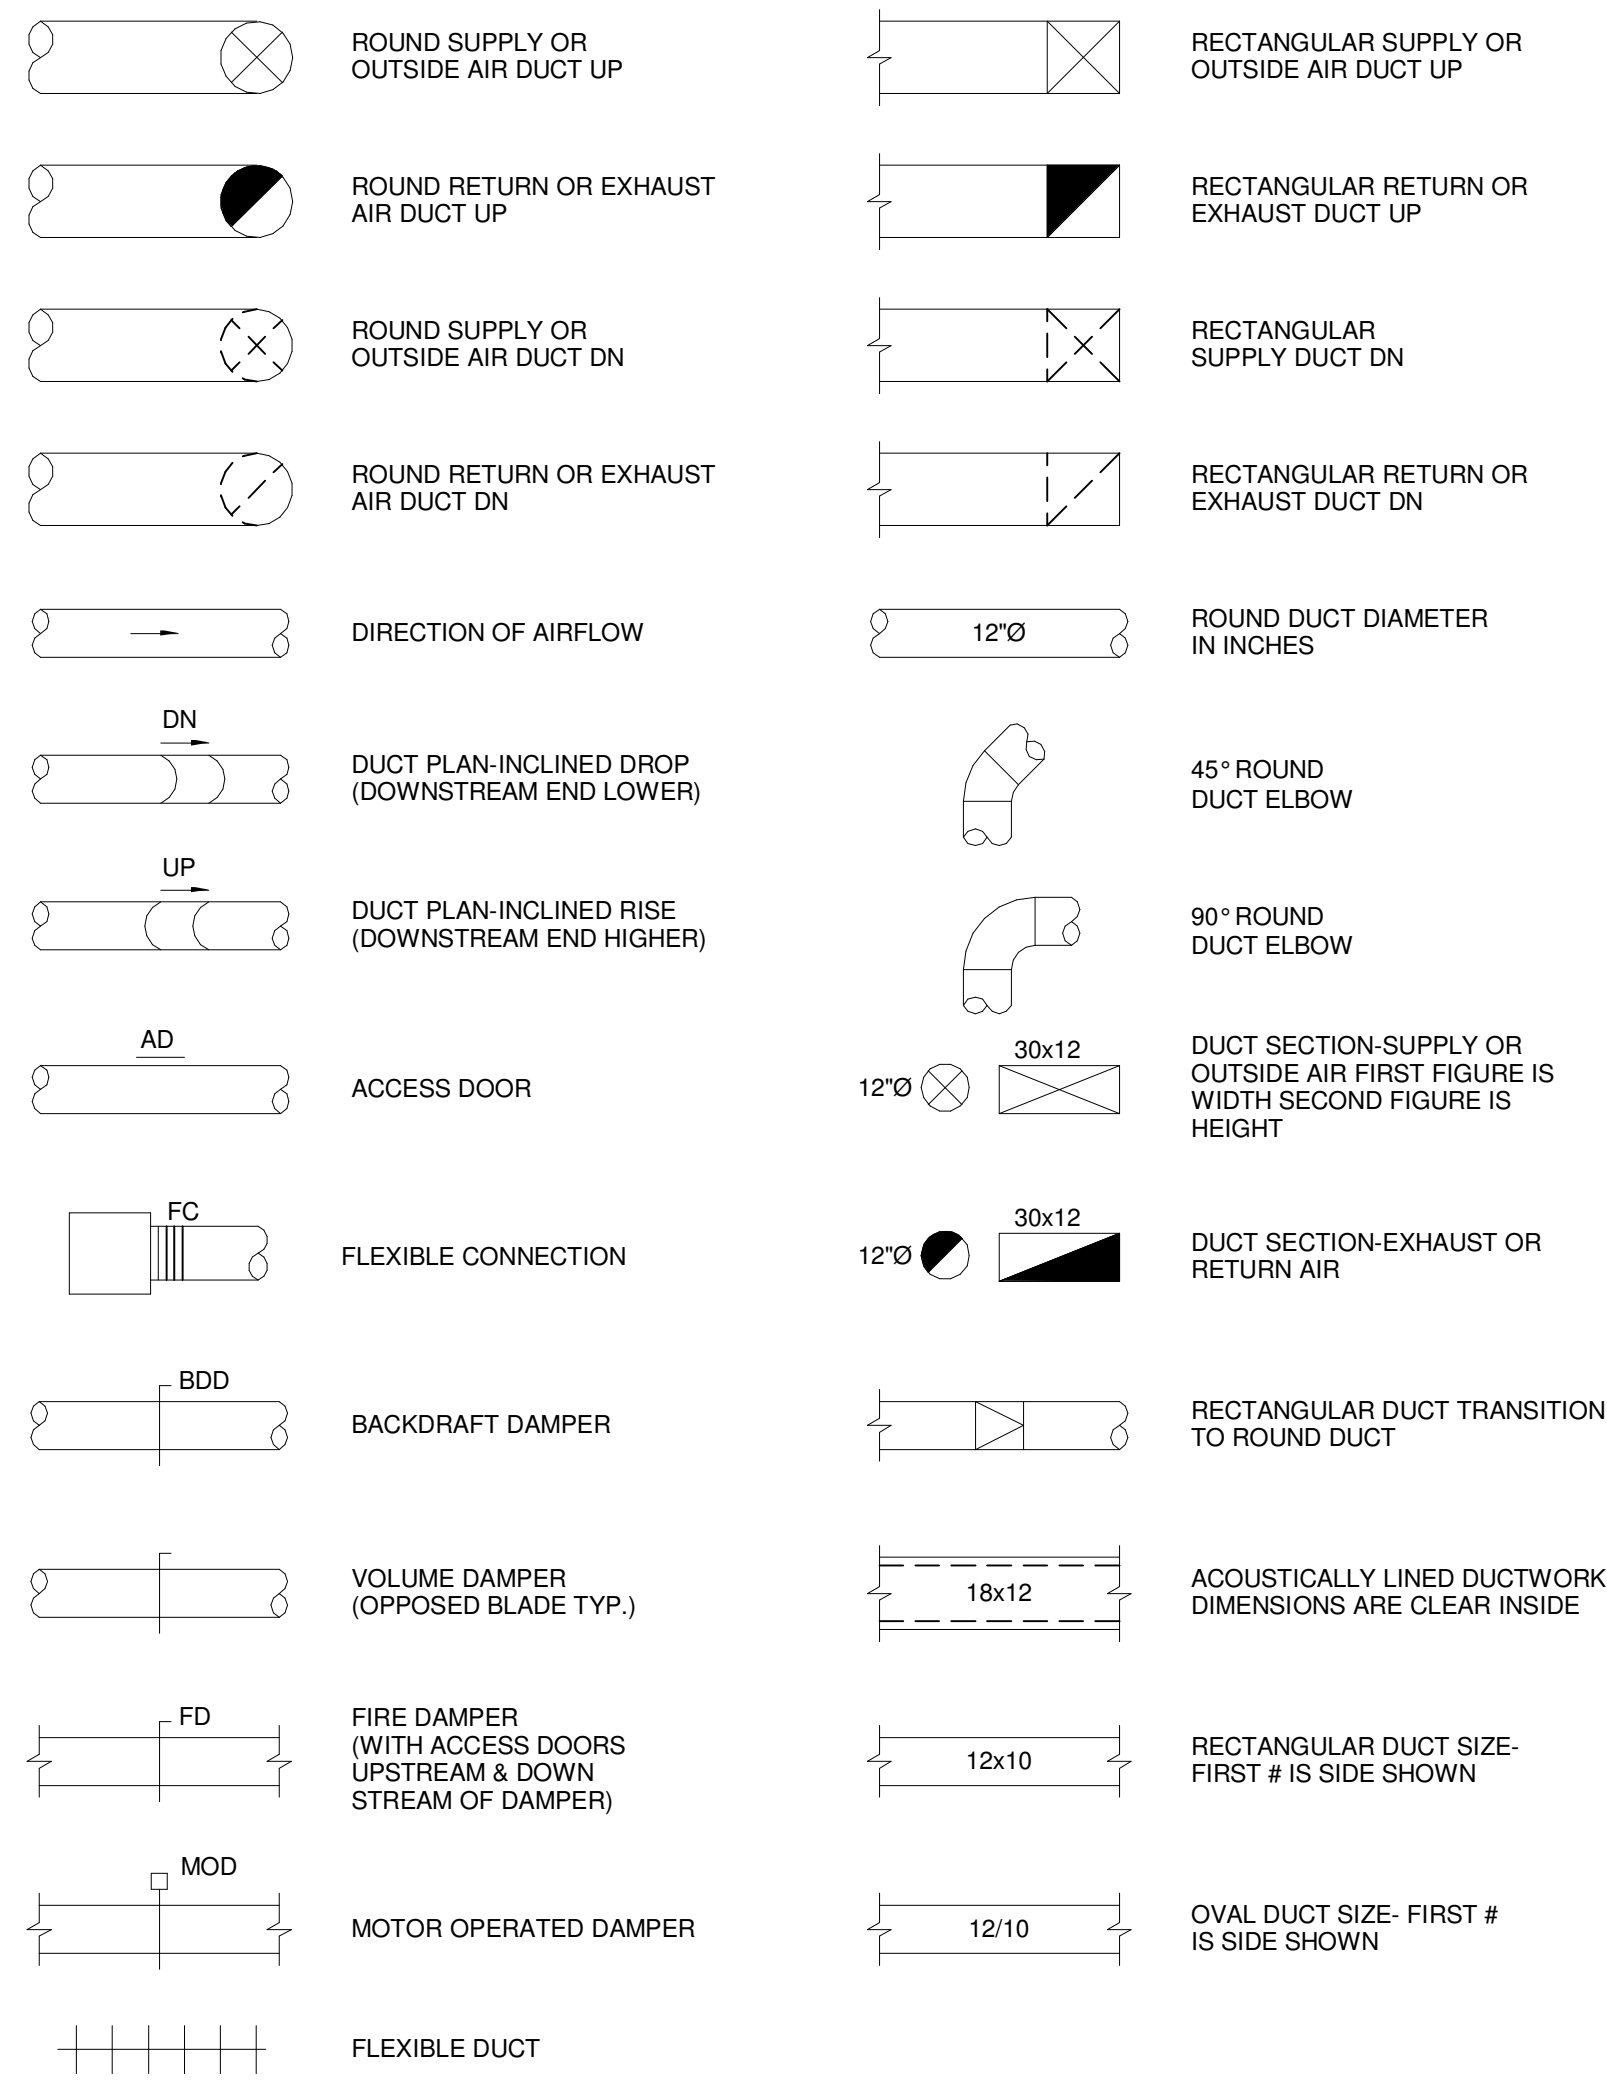 ROUND SUPPLY OR
OUTSIDE AIR DUCT UP
ROUND RETURN OR EXHAUST
AIR DUCT UP
ROUND SUPPLY OR
OUTSIDE AIR DUCT DN
ROUND RETURN OR EXHAUST
AIR DUCT DN
DIRECTION OF AIRFLOW
DN
DUCT PLAN-INCLINED DROP
(DOWNSTREAM END LOWER)
UP
DUCT PLAN-INCLINED RISE
(DOWNSTREAM END HIGHER)
AD
ACCESS DOOR
FC
FLEXIBLE CONNECTION
BDD
BACKDRAFT DAMPER
VOLUME DAMPER
(OPPOSED BLADE TYP.)
FD
FIRE DAMPER
(WITH ACCESS DOORS
UPSTREAM & DOWN
STREAM OF DAMPER)
MOD
MOTOR OPERATED DAMPER
FLEXIBLE DUCT
RECTANGULAR SUPPLY OR
OUTSIDE AIR DUCT UP
RECTANGULAR RETURN OR
EXHAUST DUCT UP
RECTANGULAR
SUPPLY DUCT DN
RECTANGULAR RETURN OR
EXHAUST DUCT DN
12"Ø
ROUND DUCT DIAMETER
IN INCHES
45° ROUND
DUCT ELBOW
90° ROUND
DUCT ELBOW
12"Ø
30x12
DUCT SECTION-SUPPLY OR
OUTSIDE AIR FIRST FIGURE IS
WIDTH SECOND FIGURE IS
HEIGHT
12"Ø
30x12
DUCT SECTION-EXHAUST OR
RETURN AIR
RECTANGULAR DUCT TRANSITION
TO ROUND DUCT
18x12
ACOUSTICALLY LINED DUCTWORK
DIMENSIONS ARE CLEAR INSIDE
12x10
RECTANGULAR DUCT SIZE-
FIRST # IS SIDE SHOWN
12/10
OVAL DUCT SIZE- FIRST #
IS SIDE SHOWN